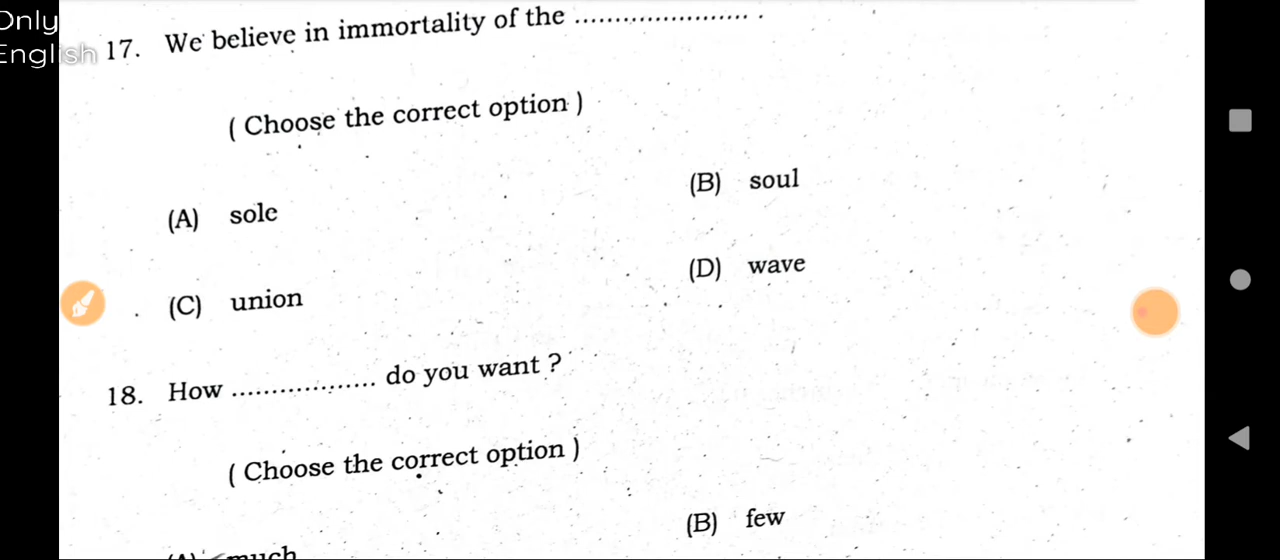 Only
English
17. We believe in immortality of the ...................... .
( Choose the correct option )
(A) sole
(B) soul
(C) union
(D) wave
18. How ................. do you want ?
( Choose the correct option )
(A) much
(B) few